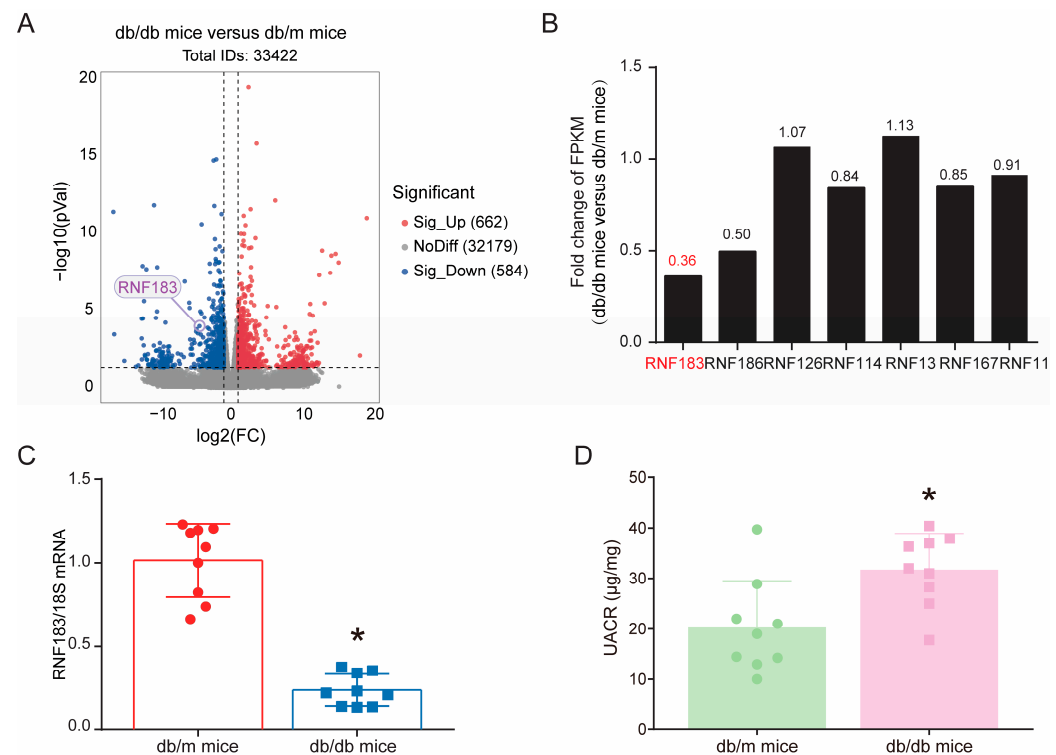 A
db/db mice versus db/m mice
Total IDs: 33422
−log10(pVal)
20
15
10
5
0
RNF183
−10
0
10
20
log2(FC)
Significant
Sig_Up (662)
NoDiff (32179)
Sig_Down (584)
B
Fold change of FPKM
(db/db mice versus db/m mice)
1.5
1.0
0.5
0.0
0.36
0.50
1.07
0.84
1.13
0.85
0.91
RNF183 RNF186 RNF126 RNF114 RNF13 RNF167 RNF11
C
RNF183/18S mRNA
1.5
1.0
0.5
0.0
*
db/m mice
db/db mice
D
UACR (μg/mg)
50
40
30
20
10
0
*
db/m mice
db/db mice